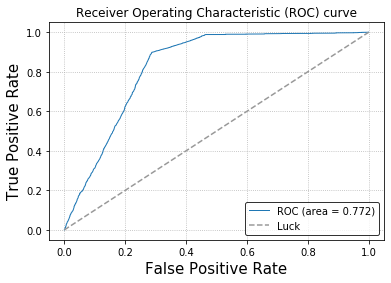 Receiver Operating Characteristic (ROC) curve
True Positive Rate
1.0
0.8
0.6
0.4
0.2
0.0
ROC (area = 0.772)
Luck
0.0 0.2 0.4 0.6 0.8 1.0
False Positive Rate